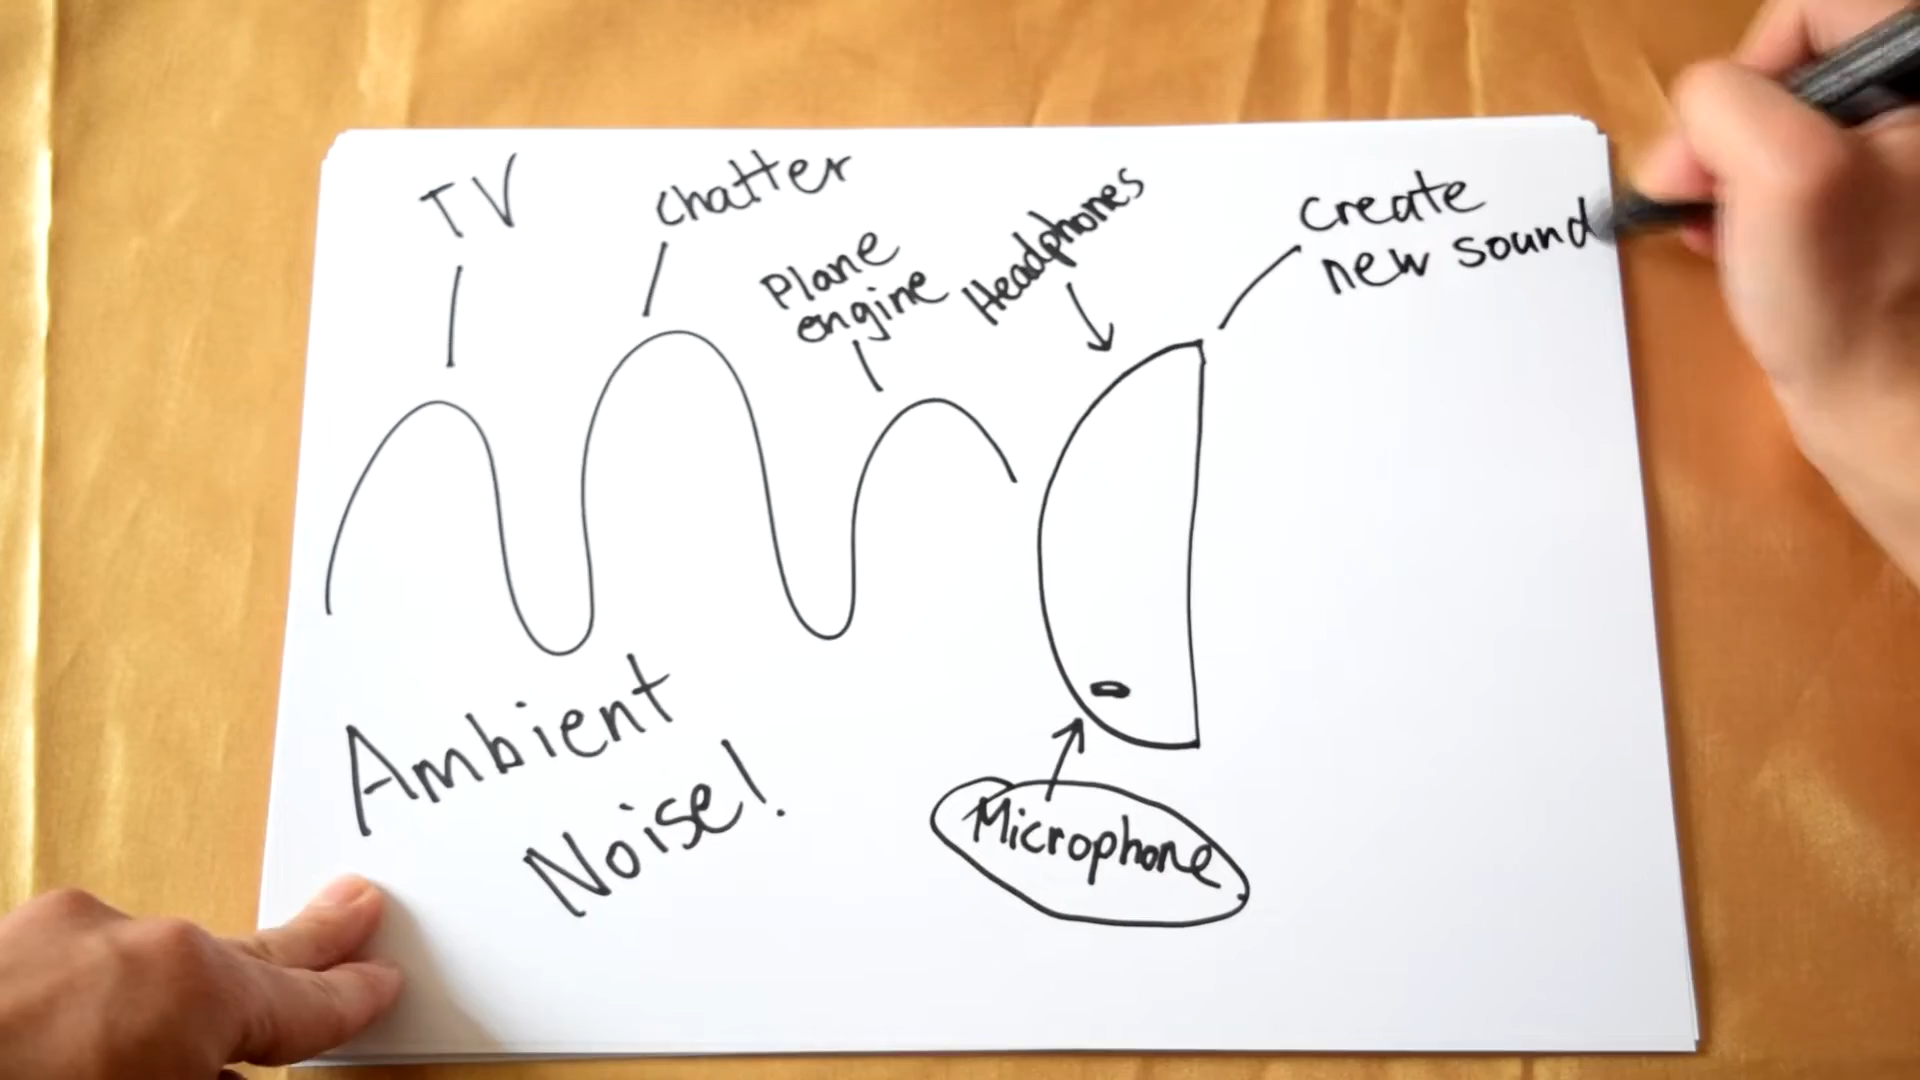 TV
chatter
Plane
engine
Headphones
create
new sound
Ambient
Noise!
Microphone